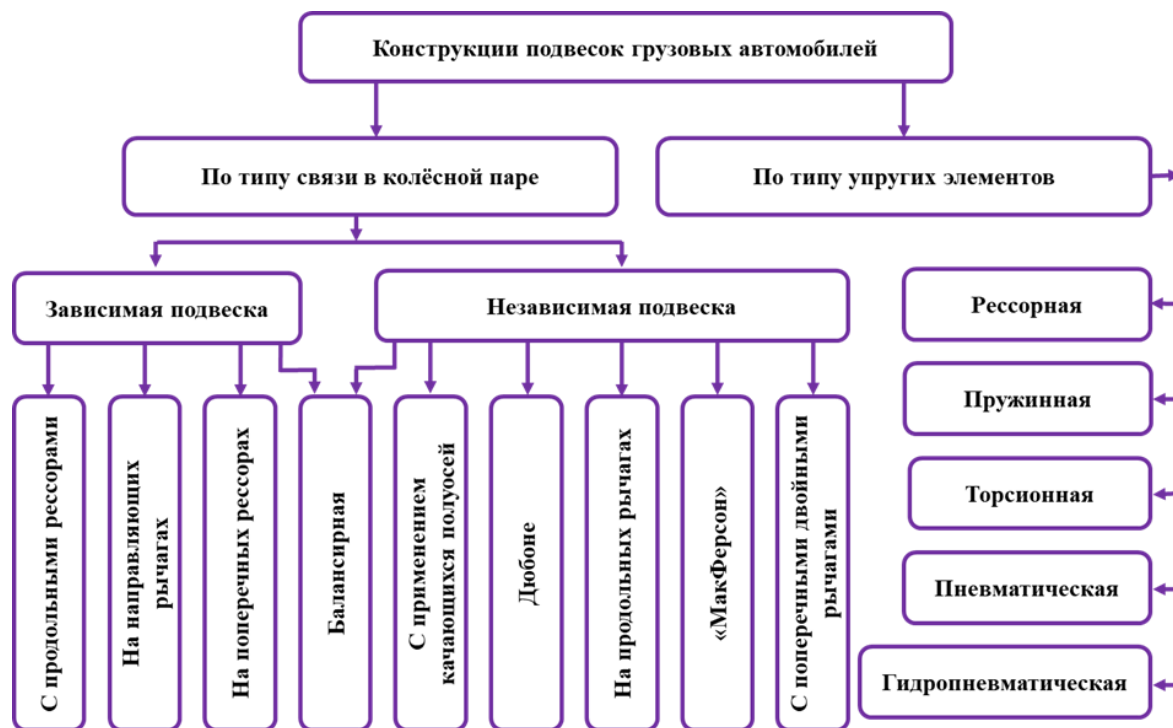 Конструкции подвесок грузовых автомобилей
По типу связи в колёсной паре
По типу упругих элементов
Зависимая подвеска
Независимая подвеска
С продольными рессорами
На направляющих
рычагах
На поперечных рессорах
Балансирная
С применением
качающихся полуосей
Дюбоне
На продольных рычагах
«МакФерсон»
С поперечными двойными
рычагами
Рессорная
Пружинная
Торсионная
Пневматическая
Гидропневматическая